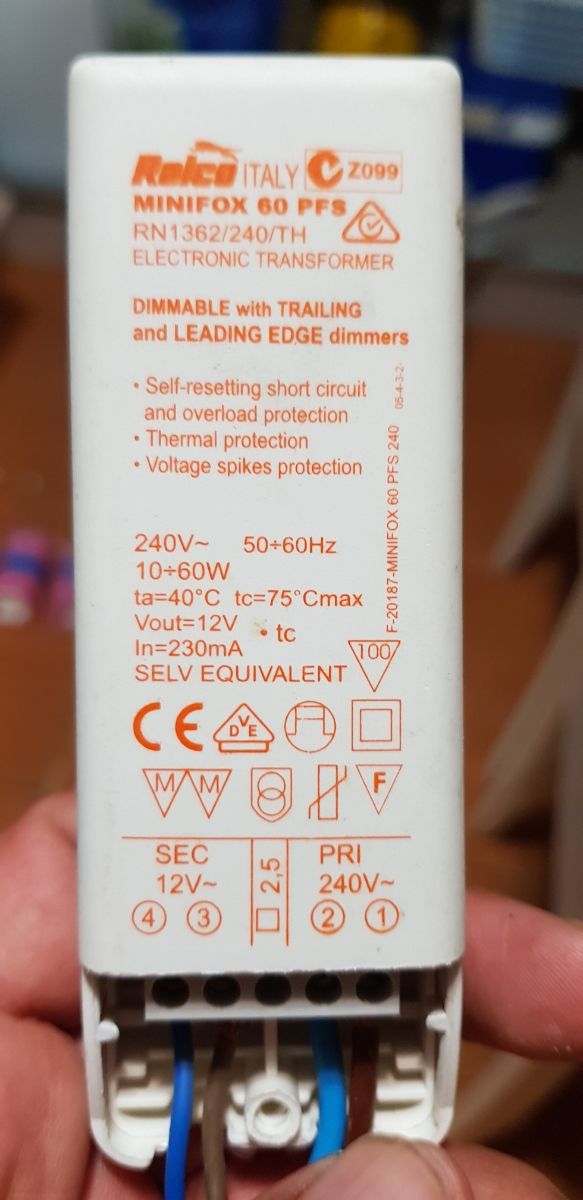 Relco ITALY Z099
MINIFOX 60 PFS
RN1362/240/TH
ELECTRONIC TRANSFORMER
DIMMABLE with TRAILING
and LEADING EDGE dimmers
• Self-resetting short circuit
and overload protection
• Thermal protection
• Voltage spikes protection
F-20187-MINIFOX 60 PFS 240 05-4-3-2-
240V~ 50÷60Hz
10÷60W
ta=40°C tc=75°Cmax
Vout=12V • tc
In=230mA
100
SELV EQUIVALENT
CE DVE
M M F
SEC 2,5 PRI
12V~ 240V~
4 3 2 1